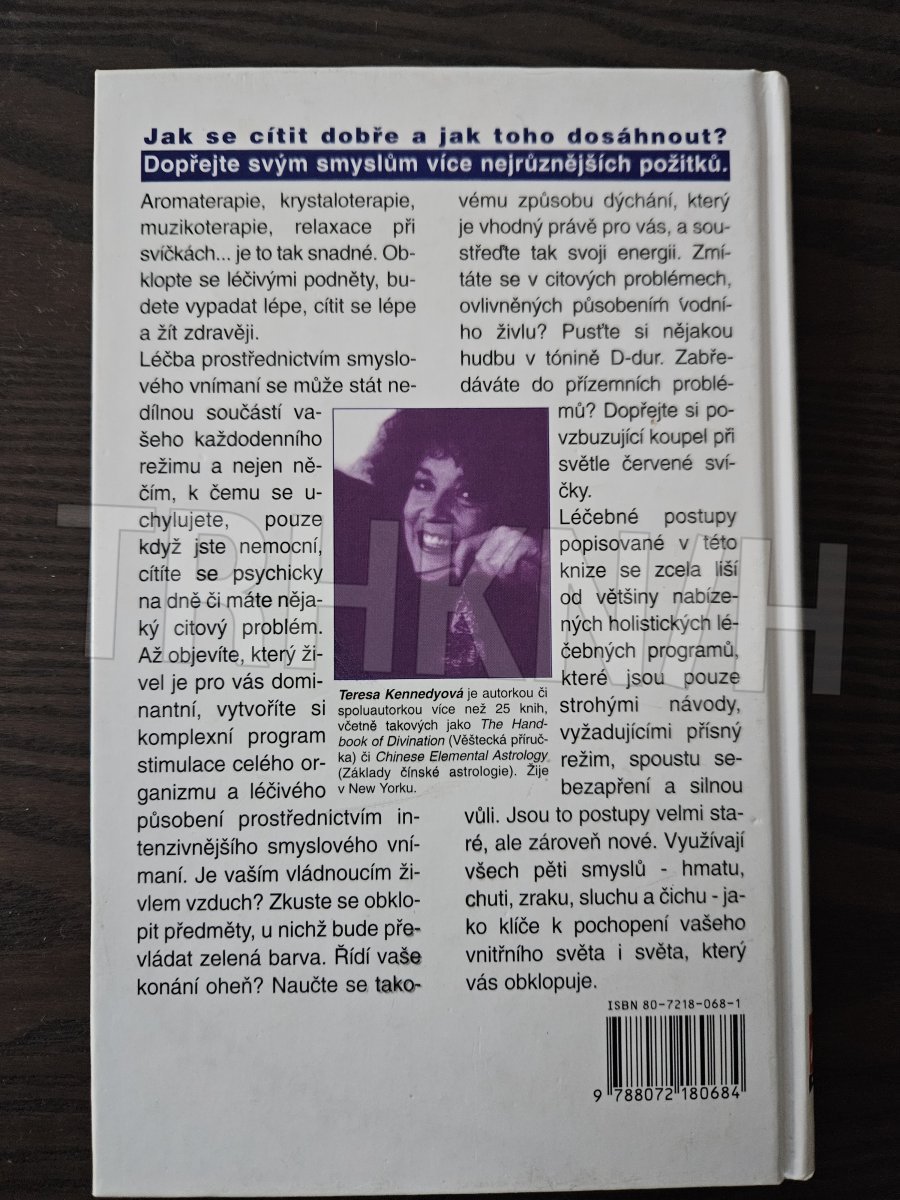 Jak se cítit dobře a jak toho dosáhnout?
Dopřejte svým smyslům více nejrůznějších požitků.
Aromaterapie, krystaloterapie,
muzikoterapie, relaxace při
svíčkách... je to tak snadné. Ob-
klopte se léčivými podněty, bu-
dete vypadat lépe, cítit se lépe
a žít zdravěji.
Léčba prostřednictvím smyslo-
vého vnímaní se může stát ne-
dílnou součástí va-
šeho každodenního
režimu a nejen ně-
čím, k čemu se u-
chylujete, pouze
když jste nemocní,
cítíte se psychicky
na dně či máte něja-
ký citový problém.
Až objevíte, který ži-
vel je pro vás domi-
nantní, vytvoříte si
komplexní program
stimulace celého or-
ganizmu a léčivého
působení prostřednictvím in-
tenzivnějšího smyslového vní-
maní. Je vaším vládnoucím ži-
vlem vzduch? Zkuste se obklo-
pit předměty, u nichž bude pře-
vládat zelená barva. Řídí vaše
konání oheň? Naučte se tako-
vému způsobu dýchání, který
je vhodný právě pro vás, a sou-
střeďte tak svoji energii. Zmí-
táte se v citových problémech,
ovlivněných působením vodní-
ho živlu? Pusťte si nějakou
hudbu v tónině D-dur. Zabře-
dáváte do přízemních problé-
mů? Dopřejte si po-
vzbuzující koupel při
světle červené sví-
čky.
Léčebné postupy
popisované v této
knize se zcela liší
od většiny nabíze-
ných holistických lé-
čebných programů,
které jsou pouze
strohými návody,
vyžadujícími přísný
režim, spoustu se-
bezapření a silnou
vůli. Jsou to postupy velmi sta-
ré, ale zároveň nové. Využívají
všech pěti smyslů - hmatu,
chuti, zraku, sluchu a čichu - ja-
ko klíče k pochopení vašeho
vnitřního světa i světa, který
vás obklopuje.
Teresa Kennedyová je autorkou či
spoluautorkou více než 25 knih,
včetně takových jako The Hand-
book of Divination (Věštecká příruč-
ka) či Chinese Elemental Astrology
(Základy čínské astrologie). Žije
v New Yorku.
ISBN 80-7218-068-1
9 788072 180684
TRHKNIH